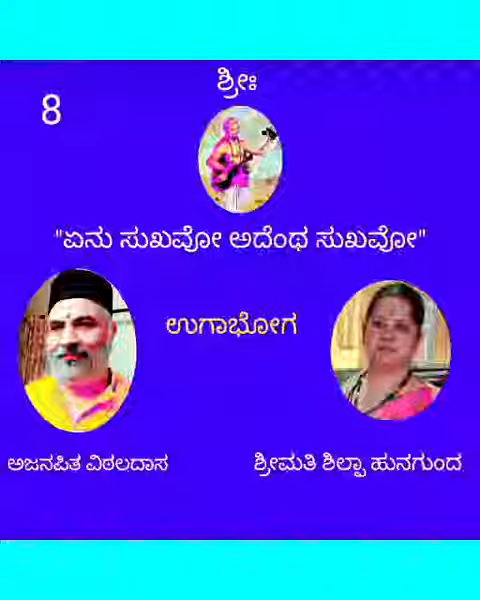 ಶ್ರೀಃ
8
"ಏನು ಸುಖವೋ ಅದೆಂಥ ಸುಖವೋ"
ಉಗಾಭೋಗ
ಅಜನಪಿತ ವಿಠಲದಾಸ
ಶ್ರೀಮತಿ ಶಿಲ್ಪಾ ಹುನಗುಂದ